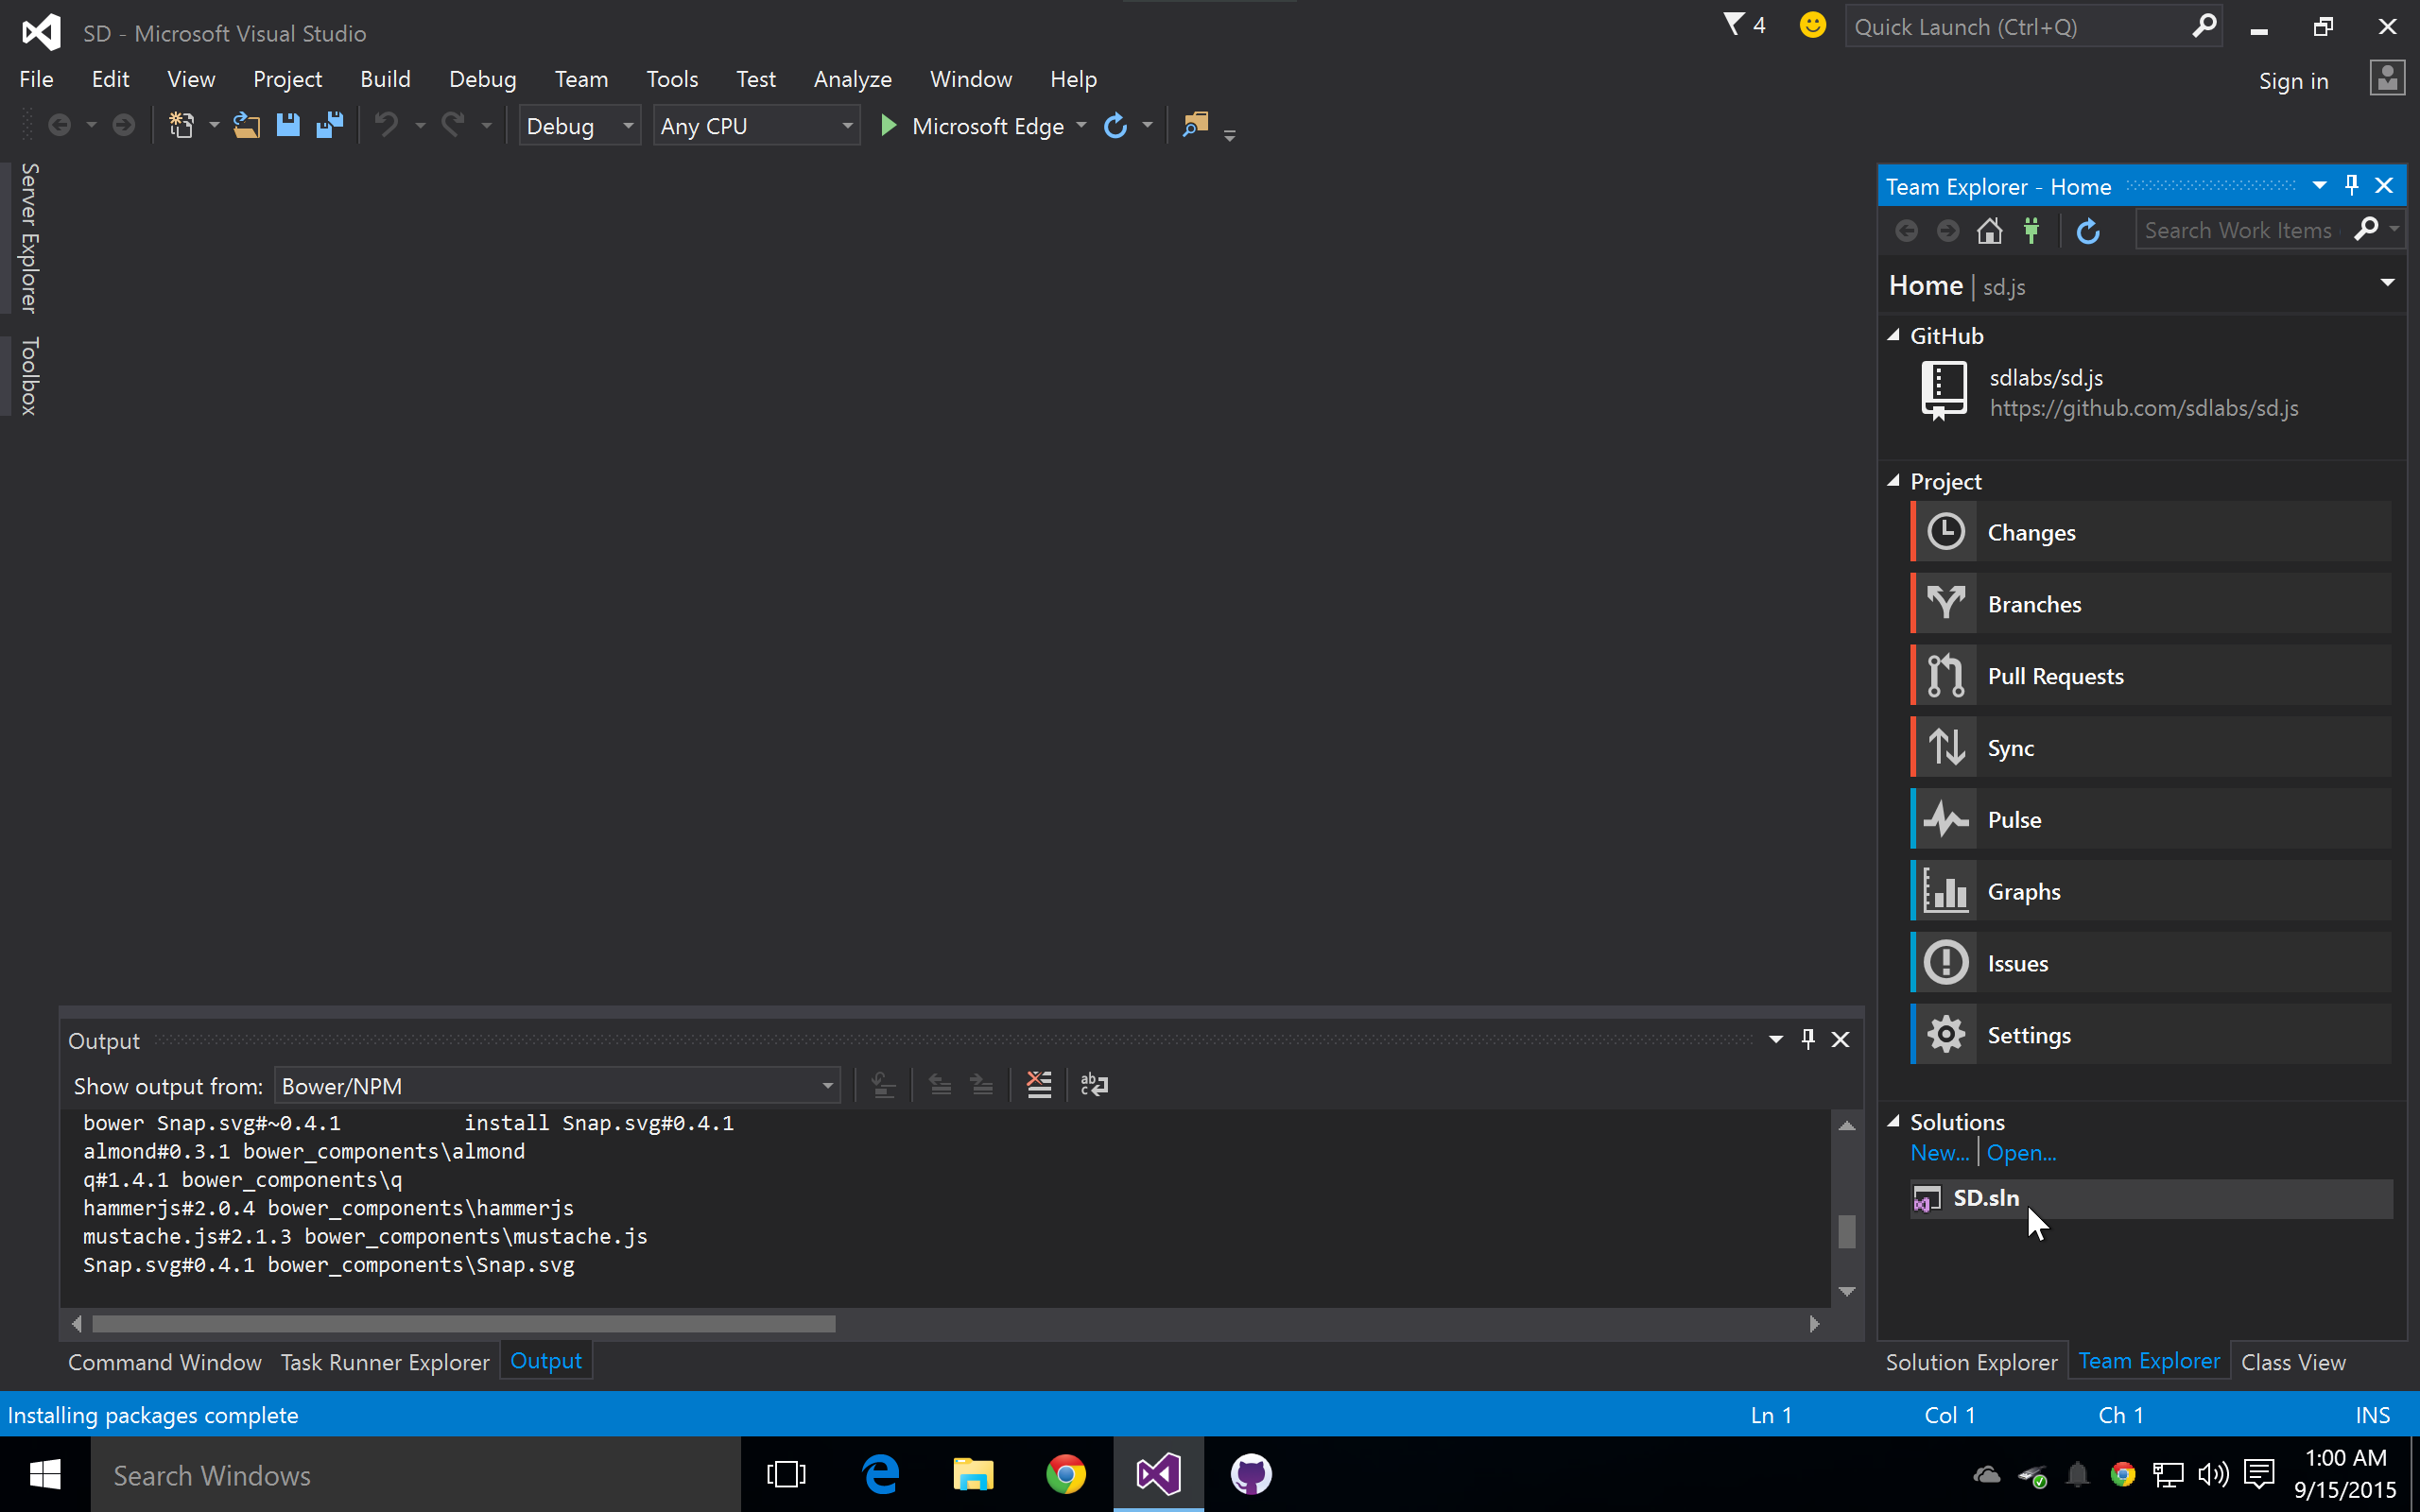 SD - Microsoft Visual Studio
4
Quick Launch (Ctrl+Q)
File Edit View Project Build Debug Team Tools Test Analyze Window Help
Sign in
Debug Any CPU Microsoft Edge
Server Explorer
Toolbox
Team Explorer - Home
Search Work Items
Home | sd.js
GitHub
sdlabs/sd.js
https://github.com/sdlabs/sd.js
Project
Changes
Branches
Pull Requests
Sync
Pulse
Graphs
Issues
Settings
Solutions
New... | Open...
SD.sln
Output
Show output from: Bower/NPM
bower Snap.svg#~0.4.1 install Snap.svg#0.4.1
almond#0.3.1 bower_components\almond
q#1.4.1 bower_components\q
hammerjs#2.0.4 bower_components\hammerjs
mustache.js#2.1.3 bower_components\mustache.js
Snap.svg#0.4.1 bower_components\Snap.svg
Command Window Task Runner Explorer Output
Solution Explorer Team Explorer Class View
Installing packages complete
Ln 1 Col 1 Ch 1 INS
Search Windows
1:00 AM
9/15/2015